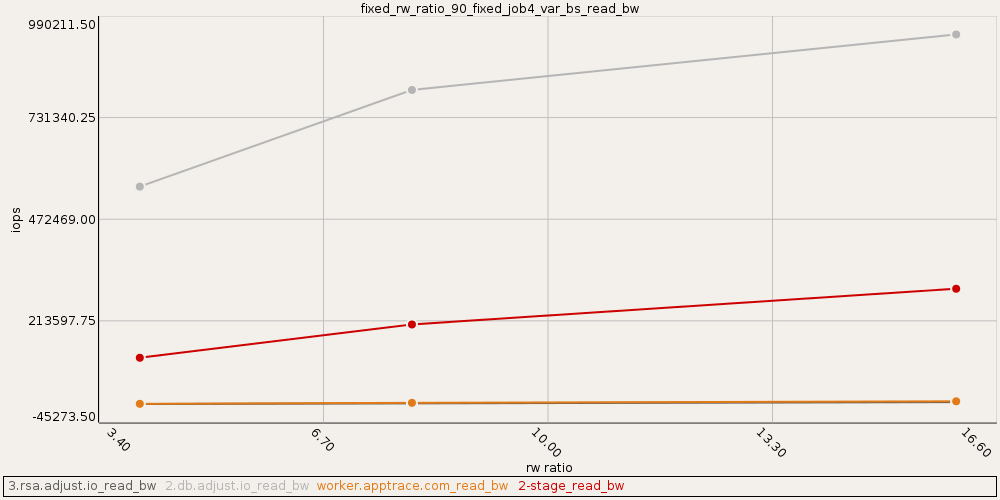 fixed_rw_ratio_90_fixed_job4_var_bs_read_bw
990211.50
731340.25
472469.00
213597.75
-45273.50
iops
3.40
6.70
10.00
13.30
16.60
rw ratio
3.rsa.adjust.io_read_bw 2.db.adjust.io_read_bw worker.apptrace.com_read_bw 2-stage_read_bw